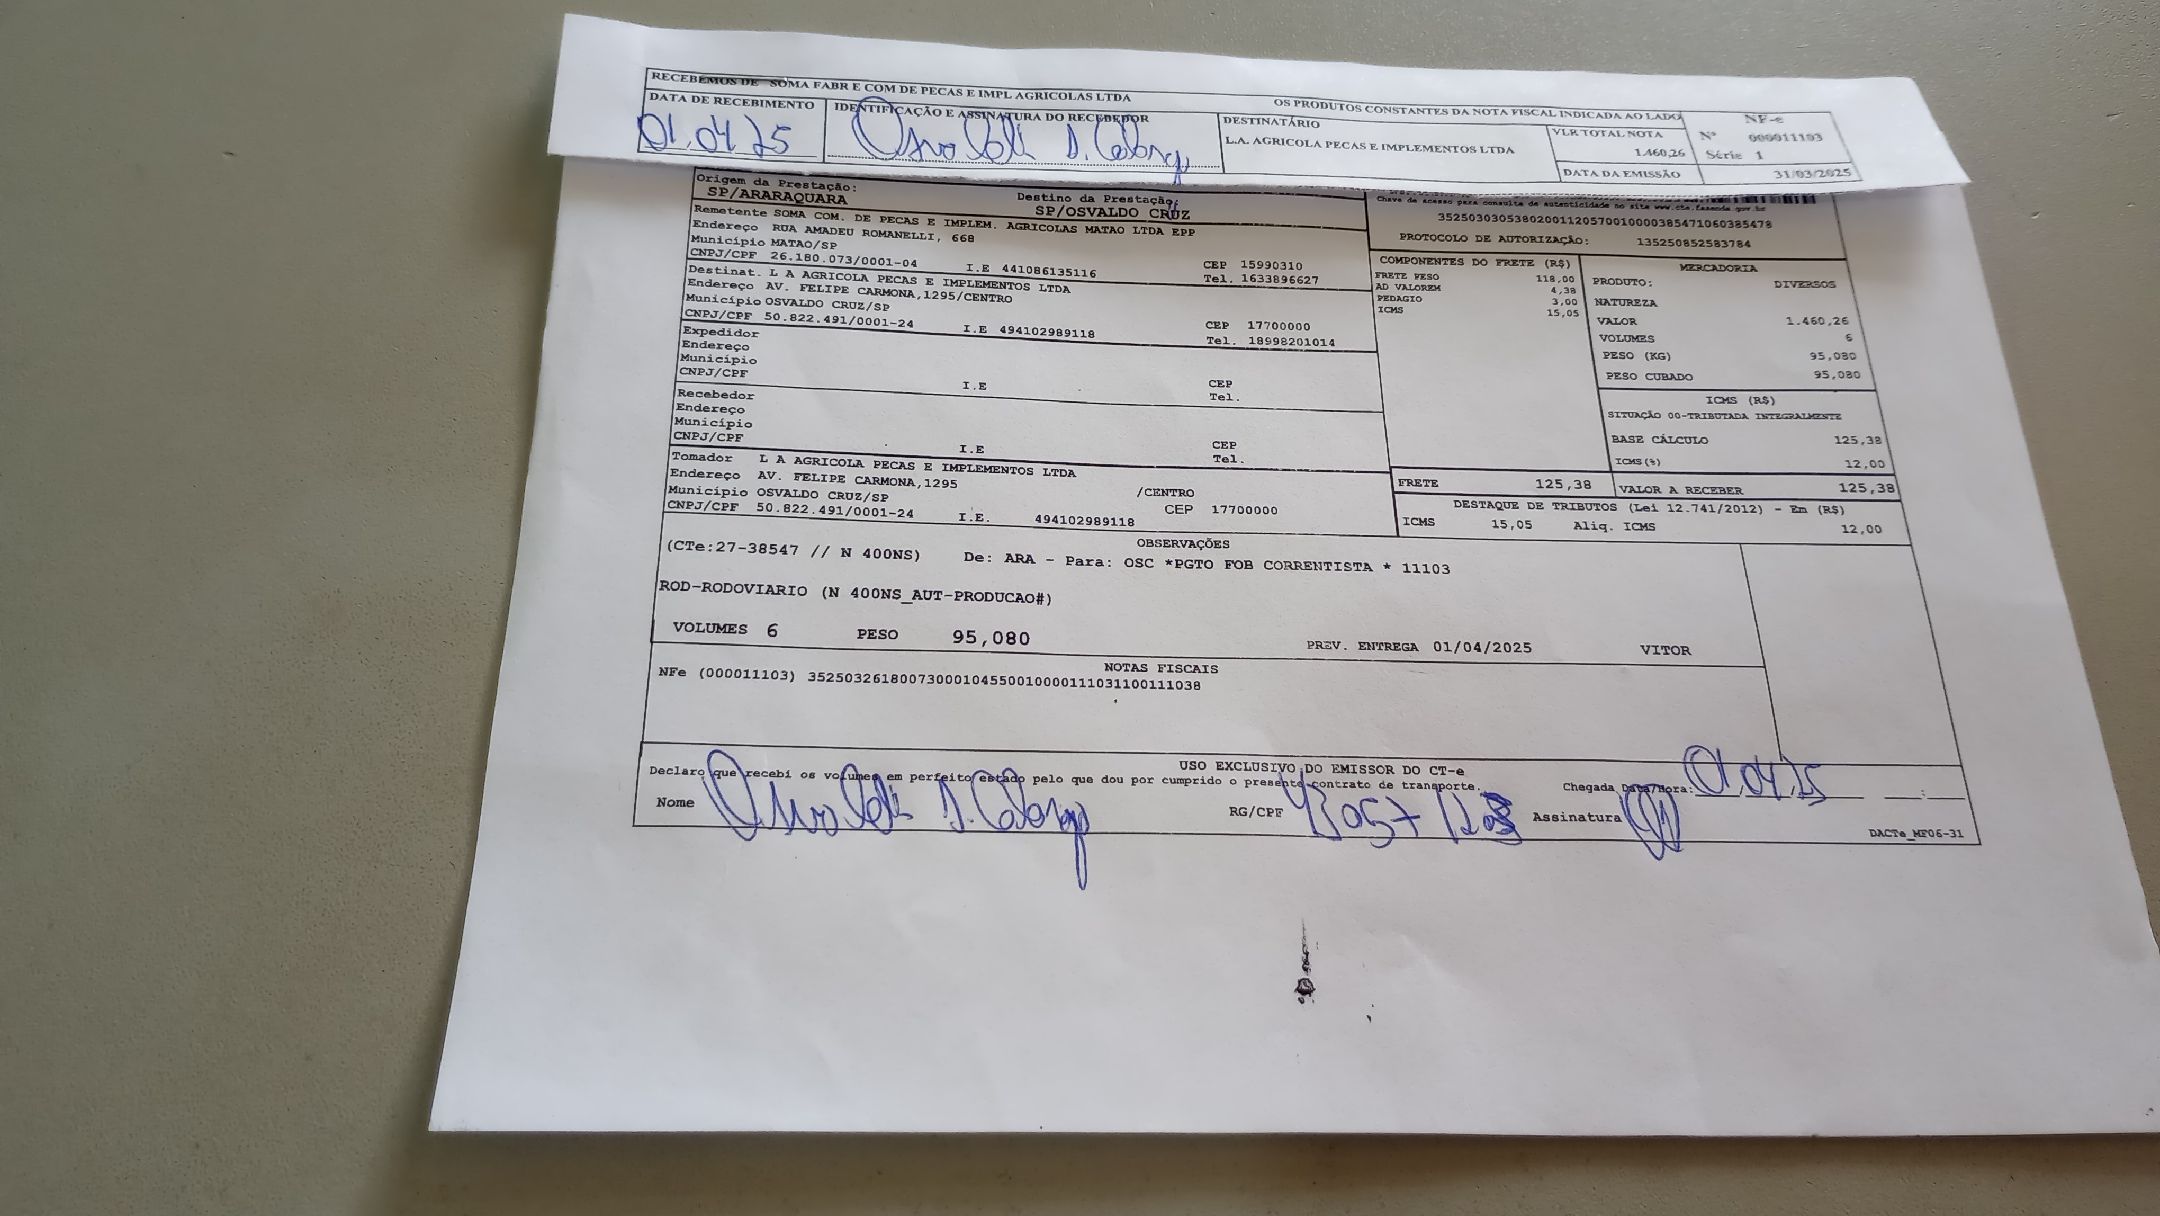 RECEBEMOS DE SOMA FABR E COM DE PECAS E IMPL AGRICOLAS LTDA OS PRODUTOS CONSTANTES DA NOTA FISCAL INDICADA AO LADO
NF-e
DATA DE RECEBIMENTO IDENTIFICAÇÃO E ASSINATURA DO RECEBEDOR
01.04.25
DESTINATÁRIO
L.A. AGRICOLA PECAS E IMPLEMENTOS LTDA
VLR TOTAL NOTA
1.460,26
Nº 000011103
Série 1
DATA DA EMISSÃO 31/03/2025
Origem da Prestação:
SP/ARARAQUARA
Destino da Prestação:
SP/OSVALDO CRUZ
Remetente SOMA COM. DE PECAS E IMPLEM. AGRICOLAS MATAO LTDA EPP
Endereço RUA AMADEU ROMANELLI, 668
Município MATAO/SP CEP 15990310
CNPJ/CPF 26.180.073/0001-04 I.E 441086135116 Tel. 1633896627
Destinat. L A AGRICOLA PECAS E IMPLEMENTOS LTDA
Endereço AV. FELIPE CARMONA,1295/CENTRO
Município OSVALDO CRUZ/SP CEP 17700000
CNPJ/CPF 50.822.491/0001-24 I.E 494102989118 Tel. 18998201014
Expedidor
Endereço
Município CEP
CNPJ/CPF I.E Tel.
Recebedor
Endereço
Município CEP
CNPJ/CPF I.E Tel.
Tomador L A AGRICOLA PECAS E IMPLEMENTOS LTDA
Endereço AV. FELIPE CARMONA,1295 /CENTRO
Município OSVALDO CRUZ/SP CEP 17700000
CNPJ/CPF 50.822.491/0001-24 I.E. 494102989118
Chave de acesso para consulta de autenticidade no site www.cte.fazenda.gov.br
35250303053802001120570010000385471060385478
PROTOCOLO DE AUTORIZAÇÃO: 135250852583784
COMPONENTES DO FRETE (R$)
FRETE PESO 118,00
AD VALOREM 4,38
PEDAGIO 3,00
ICMS 15,05
MERCADORIA
PRODUTO: DIVERSOS
NATUREZA
VALOR 1.460,26
VOLUMES 6
PESO (KG) 95,080
PESO CUBADO 95,080
ICMS (R$)
SITUAÇÃO 00-TRIBUTADA INTEGRALMENTE
BASE CÁLCULO 125,38
ICMS(%) 12,00
FRETE 125,38 VALOR A RECEBER 125,38
DESTAQUE DE TRIBUTOS (Lei 12.741/2012) - Em (R$)
ICMS 15,05 Aliq. ICMS 12,00
OBSERVAÇÕES
(CTe:27-38547 // N 400NS) De: ARA - Para: OSC *PGTO FOB CORRENTISTA * 11103
ROD-RODOVIARIO (N 400NS_AUT-PRODUCAO#)
VOLUMES 6 PESO 95,080 PREV. ENTREGA 01/04/2025 VITOR
NOTAS FISCAIS
NFe (000011103) 35250326180073000104550010000111031100111038
USO EXCLUSIVO DO EMISSOR DO CT-e
Declaro que recebi os volumes em perfeito estado pelo que dou por cumprido o presente contrato de transporte. Chegada Data/Hora: 01.04.25 :
Nome RG/CPF Assinatura
DACTe_MF06-31